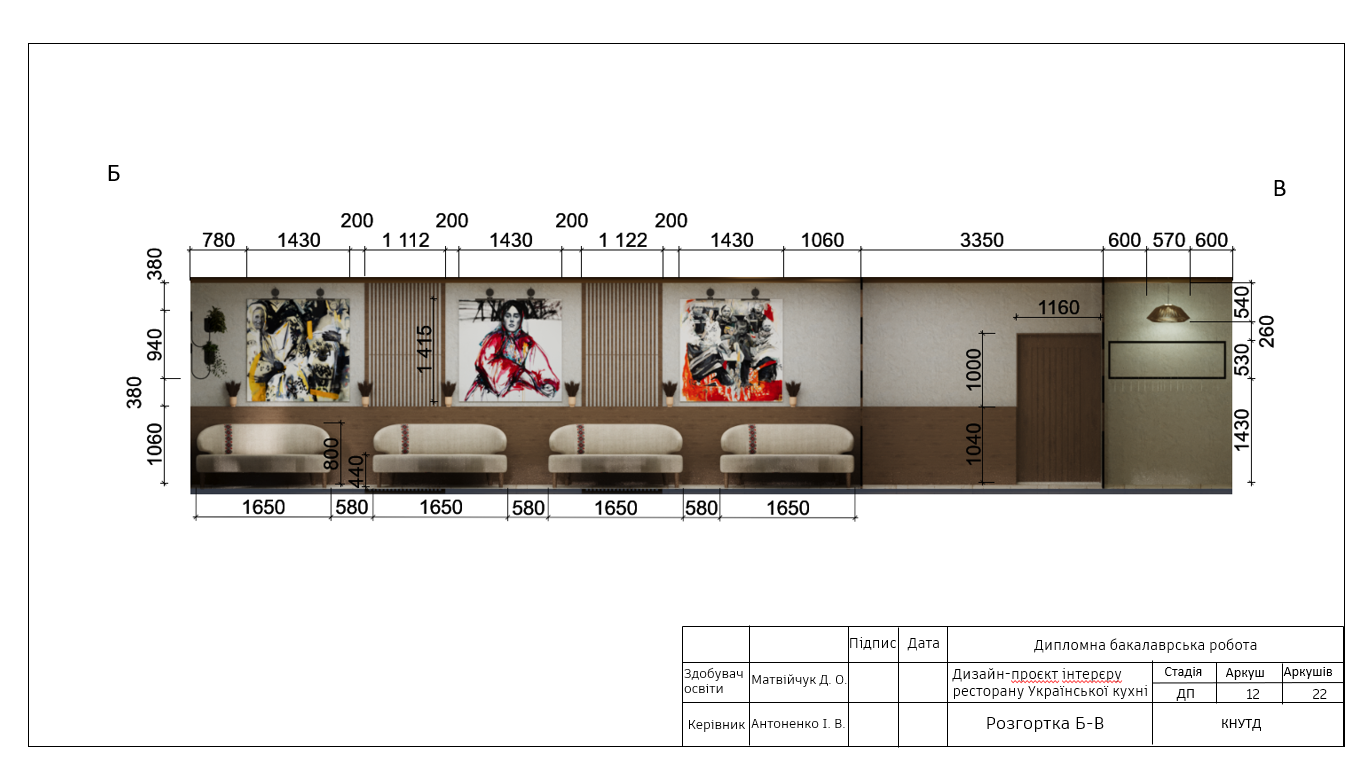 Б
В
200 200 200 200
780 1430 1 112 1430 1 122 1430 1060 3350 600 570 600
380
940
380
1060
1 415
800
440
1160
1000
1040
540
260
530
1430
1650 580 1650 580 1650 580 1650
Підпис Дата Дипломна бакалаврська робота
Здобувач
освіти
Матвійчук Д. О.
Дизайн-проєкт інтерєру
ресторану Української кухні
Стадія Аркуш Аркушів
ДП 12 22
Керівник Антоненко І. В. Розгортка Б-В КНУТД